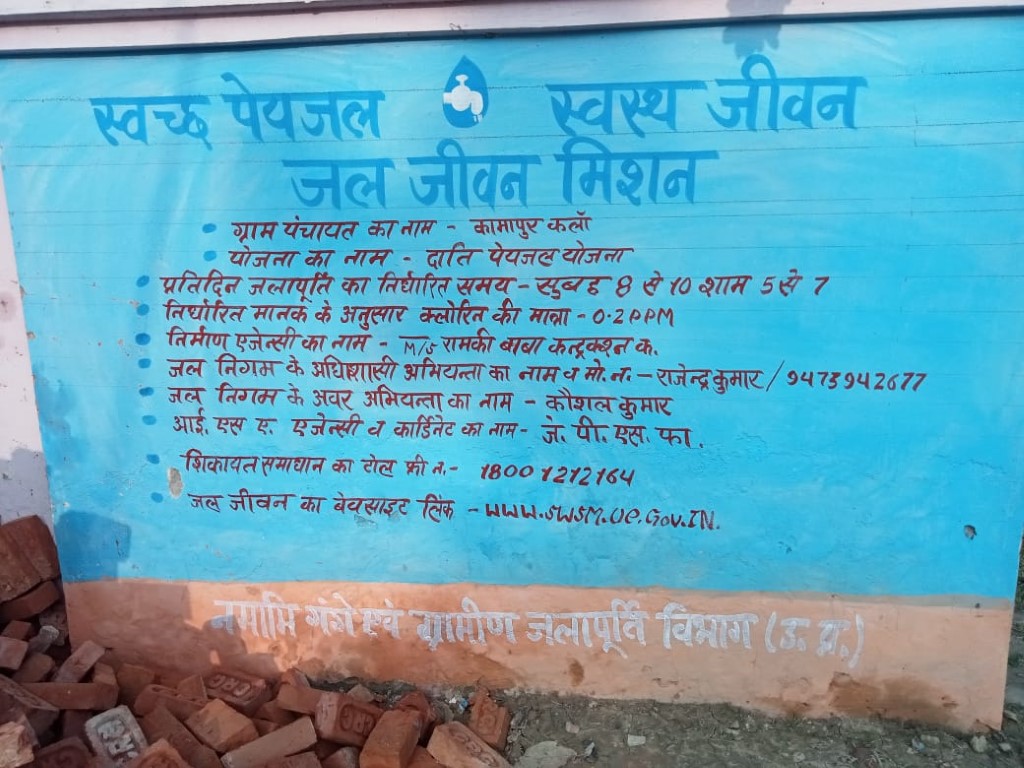 स्वच्छ पेयजल स्वस्थ जीवन
जल जीवन मिशन
ग्राम पंचायत का नाम - कामापुर कलॉ
योजना का नाम - दाति पेयजल योजना
प्रतिदिन जलापूर्ति का निर्धारित समय - सुवह 8 से 10 शाम 5 से 7
निर्धारित मानक के अनुसार क्लोरिन की मात्रा - 0.2 PPM
निर्माण एजेन्सी का नाम - M/S रामकी बाबा कन्ट्रक्शन क.
जल निगम के अधिशासी अभियन्ता का नाम व मो. न. - राजेन्द्र कुमार / 9473942677
जल निगम के अवर अभियन्ता का नाम - कौशल कुमार
आई. एस ए. एजेन्सी व कार्डिनेट का नाम - जे. पी. एस. फा.
शिकायत समाधान का टोल फ्री न. - 18001212164
जल जीवन का वेवसाइट लिंक - WWW.SWSM.UP.GOV.IN.
नमामि गंगे एवं ग्रामीण जलापूर्ति विभाग (उ. प्र.)